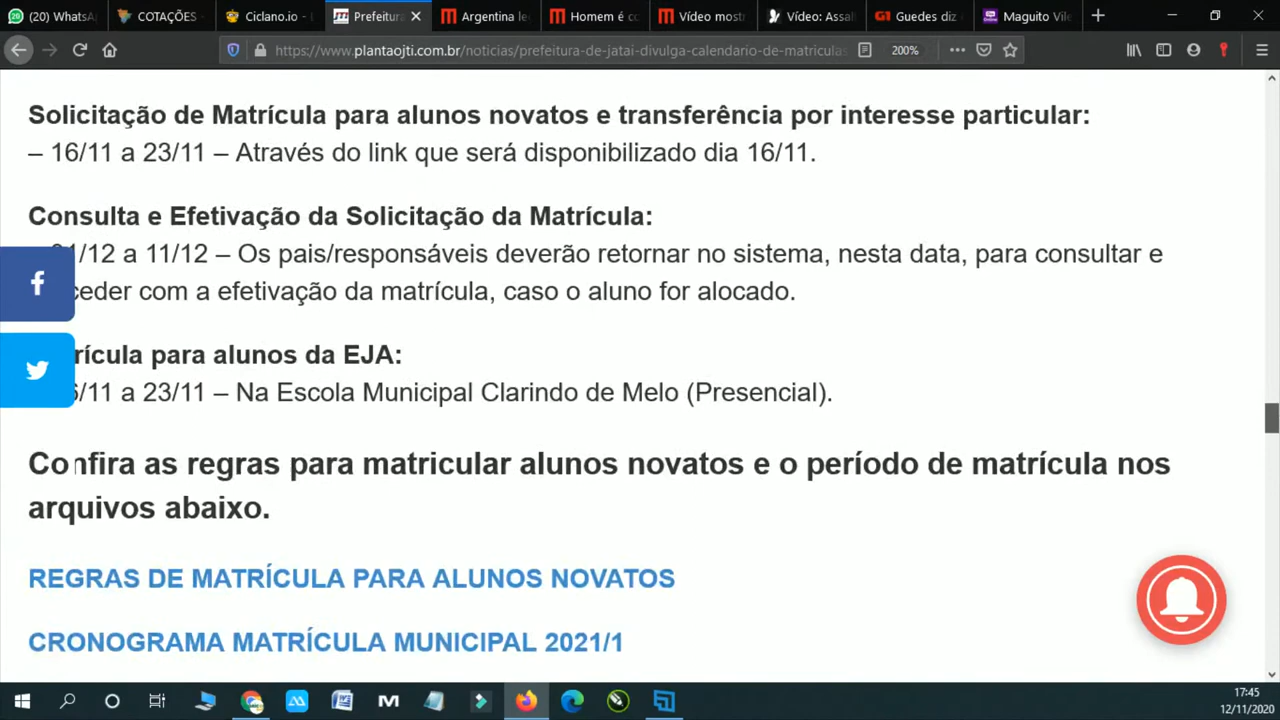 (20) WhatsA
COTAÇÕES
Ciclano.io - 
Prefeitura
Argentina le
Homem é co
Vídeo most
Vídeo: Assal
G1
Guedes diz
Maguito Vile
https://www.plantaojti.com.br/noticias/prefeitura-de-jatai-divulga-calendario-de-matriculas
200%
Solicitação de Matrícula para alunos novatos e transferência por interesse particular:
– 16/11 a 23/11 – Através do link que será disponibilizado dia 16/11.
Consulta e Efetivação da Solicitação da Matrícula:
/12 a 11/12 – Os pais/responsáveis deverão retornar no sistema, nesta data, para consultar e
ceder com a efetivação da matrícula, caso o aluno for alocado.
rícula para alunos da EJA:
/11 a 23/11 – Na Escola Municipal Clarindo de Melo (Presencial).
Confira as regras para matricular alunos novatos e o período de matrícula nos
arquivos abaixo.
REGRAS DE MATRÍCULA PARA ALUNOS NOVATOS
CRONOGRAMA MATRÍCULA MUNICIPAL 2021/1
17:45
12/11/2020